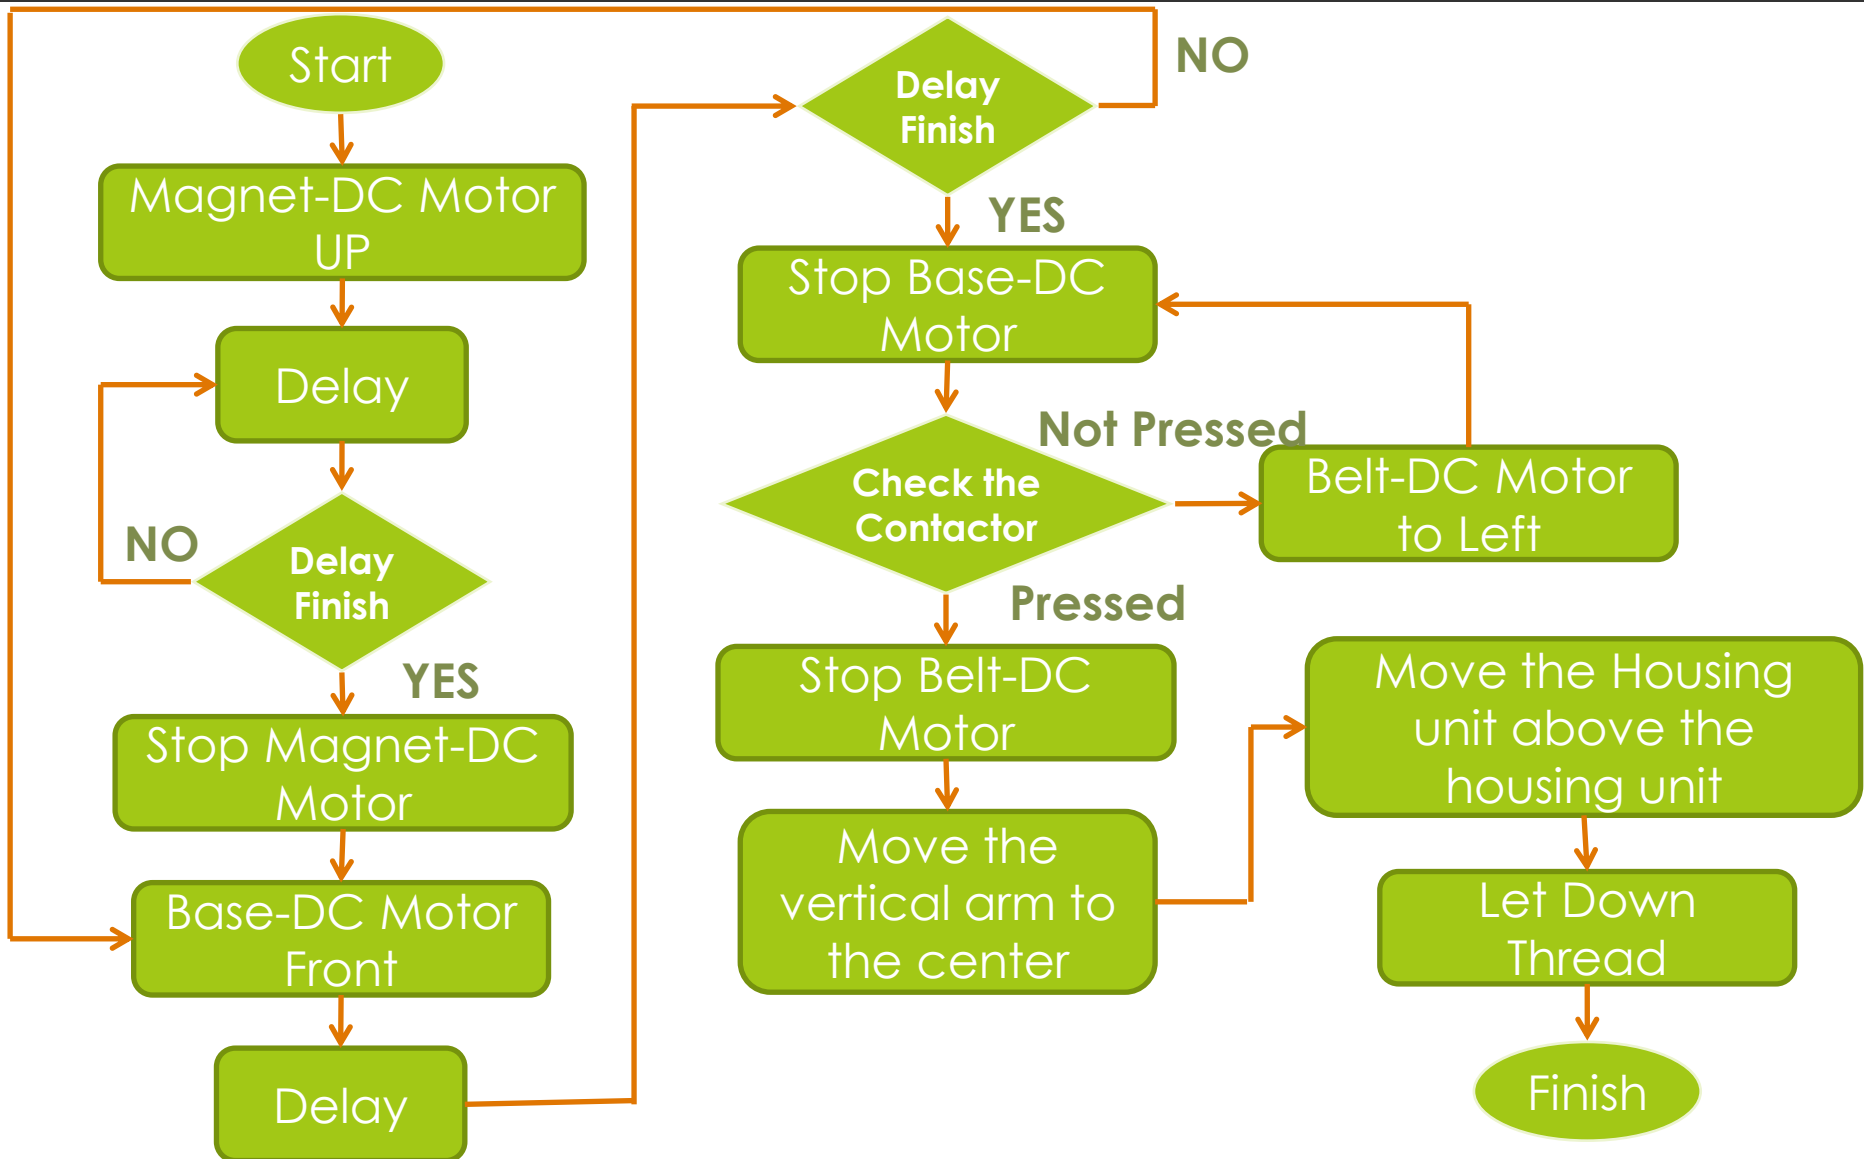 Start
Magnet-DC Motor
UP
Delay
NO
Delay
Finish
YES
Stop Magnet-DC
Motor
Base-DC Motor
Front
Delay
Delay
Finish
NO
YES
Stop Base-DC
Motor
Not Pressed
Check the
Contactor
Belt-DC Motor
to Left
Pressed
Stop Belt-DC
Motor
Move the
vertical arm to
the center
Move the Housing
unit above the
housing unit
Let Down
Thread
Finish